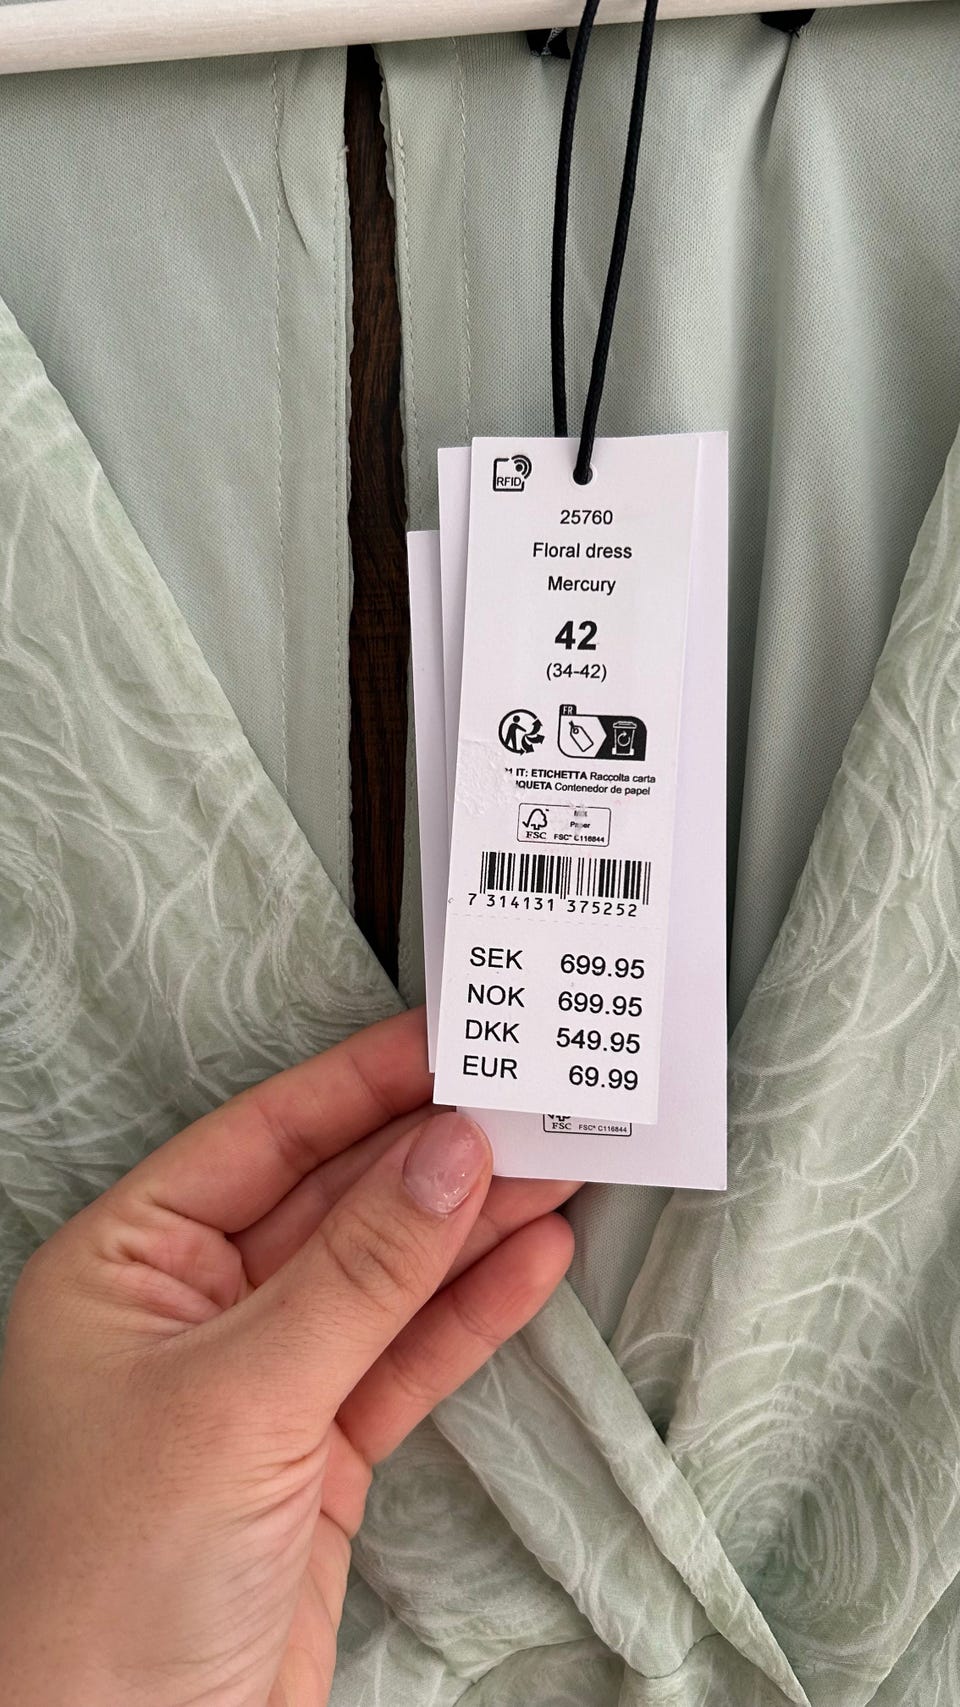 RFID
25760
Floral dress
Mercury
42
(34-42)
FR
IT: ETICHETTA Raccolta carta
Contenedor de papel
FSC
Paper
FSC® C116844
7 314131 375252
SEK 699.95
NOK 699.95
DKK 549.95
EUR 69.99
FSC FSC® C116844